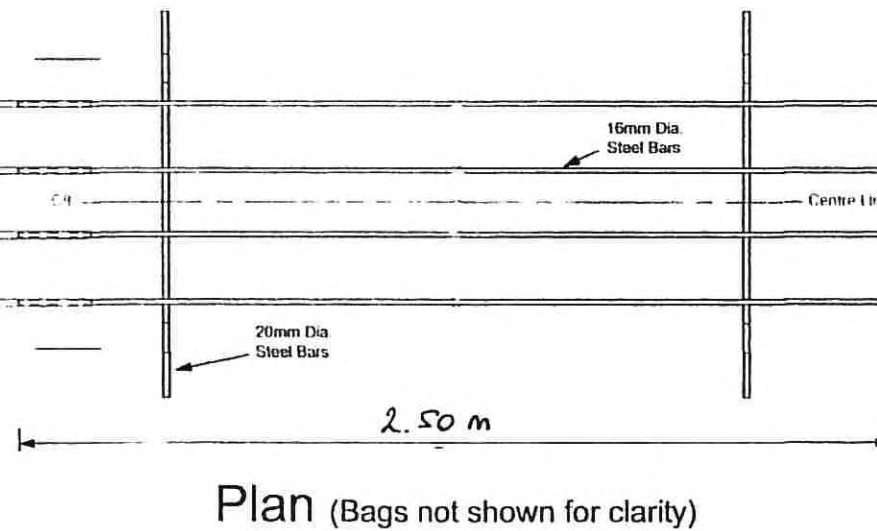 16mm Dia.
Steel Bars
Centre
20mm Dia.
Steel Bars
2.50 m
Plan (Bags not shown for clarity)